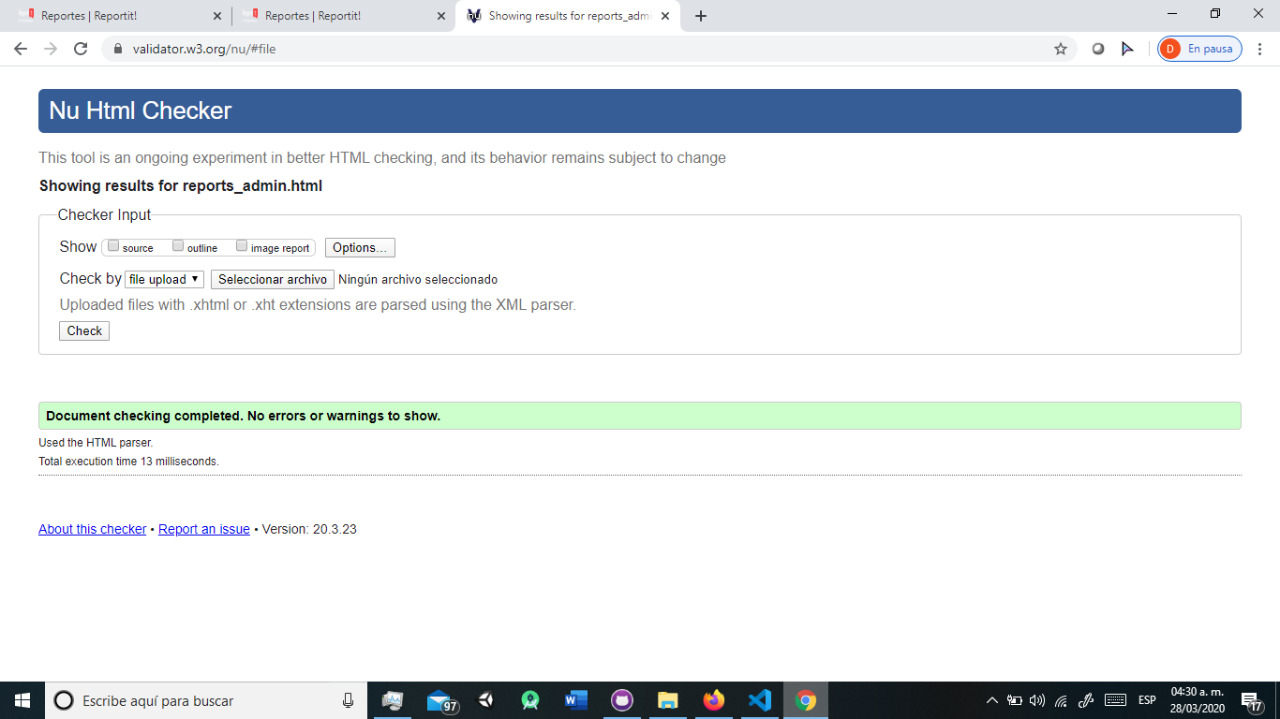 Reportes | Reportit!
Reportes | Reportit!
Showing results for reports_adm
validator.w3.org/nu/#file
D En pausa
Nu Html Checker
This tool is an ongoing experiment in better HTML checking, and its behavior remains subject to change
Showing results for reports_admin.html
Checker Input
Show source outline image report Options...
Check by file upload Seleccionar archivo Ningún archivo seleccionado
Uploaded files with .xhtml or .xht extensions are parsed using the XML parser.
Check
Document checking completed. No errors or warnings to show.
Used the HTML parser.
Total execution time 13 milliseconds.
About this checker • Report an issue • Version: 20.3.23
Escribe aquí para buscar
97
ESP
04:30 a. m.
28/03/2020
17